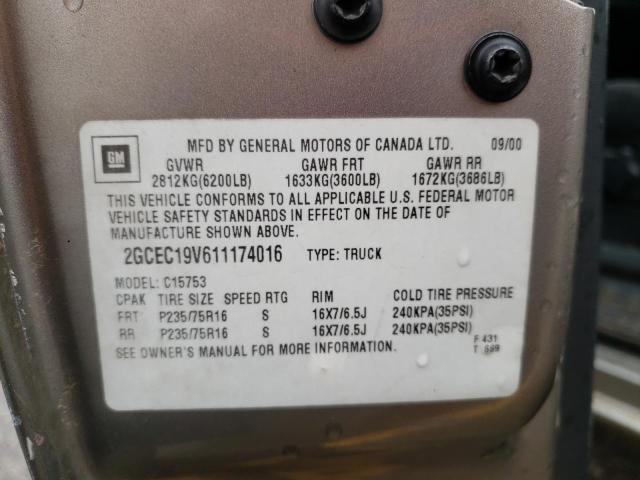 GM
MFD BY GENERAL MOTORS OF CANADA LTD. 09/00
GVWR GAWR FRT GAWR RR
2812KG(6200LB) 1633KG(3600LB) 1672KG(3686LB)
THIS VEHICLE CONFORMS TO ALL APPLICABLE U.S. FEDERAL MOTOR
VEHICLE SAFETY STANDARDS IN EFFECT ON THE DATE OF
MANUFACTURE SHOWN ABOVE.
2GCEC19V611174016 TYPE: TRUCK
MODEL: C15753
CPAK TIRE SIZE SPEED RTG RIM COLD TIRE PRESSURE
FRT P235/75R16 S 16X7/6.5J 240KPA(35PSI)
RR P235/75R16 S 16X7/6.5J 240KPA(35PSI)
SEE OWNER'S MANUAL FOR MORE INFORMATION. F 431
T 699